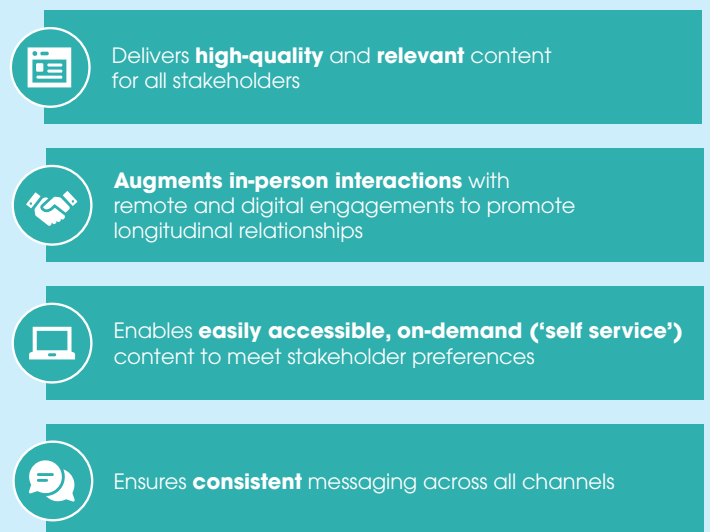 Delivers high-quality and relevant content
for all stakeholders
Augments in-person interactions with
remote and digital engagements to promote
longitudinal relationships
Enables easily accessible, on-demand (‘self service’)
content to meet stakeholder preferences
Ensures consistent messaging across all channels